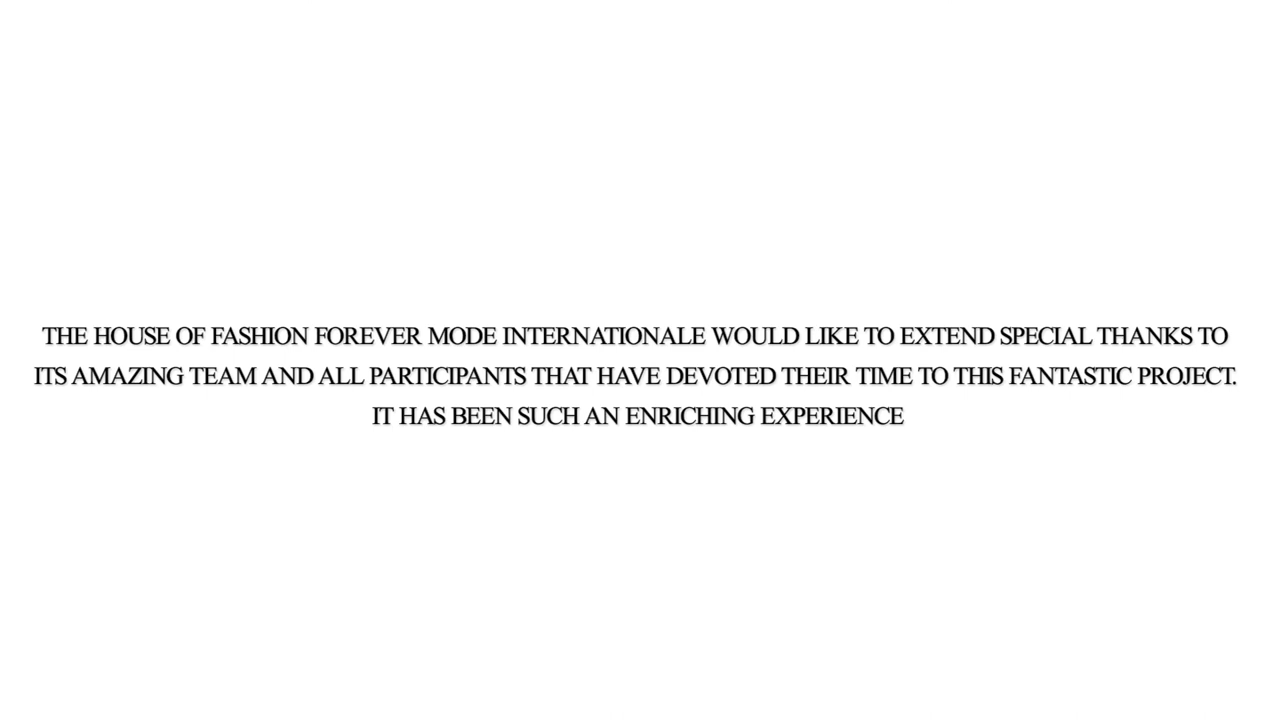 THE HOUSE OF FASHION FOREVER MODE INTERNATIONALE WOULD LIKE TO EXTEND SPECIAL THANKS TO
ITS AMAZING TEAM AND ALL PARTICIPANTS THAT HAVE DEVOTED THEIR TIME TO THIS FANTASTIC PROJECT.
IT HAS BEEN SUCH AN ENRICHING EXPERIENCE